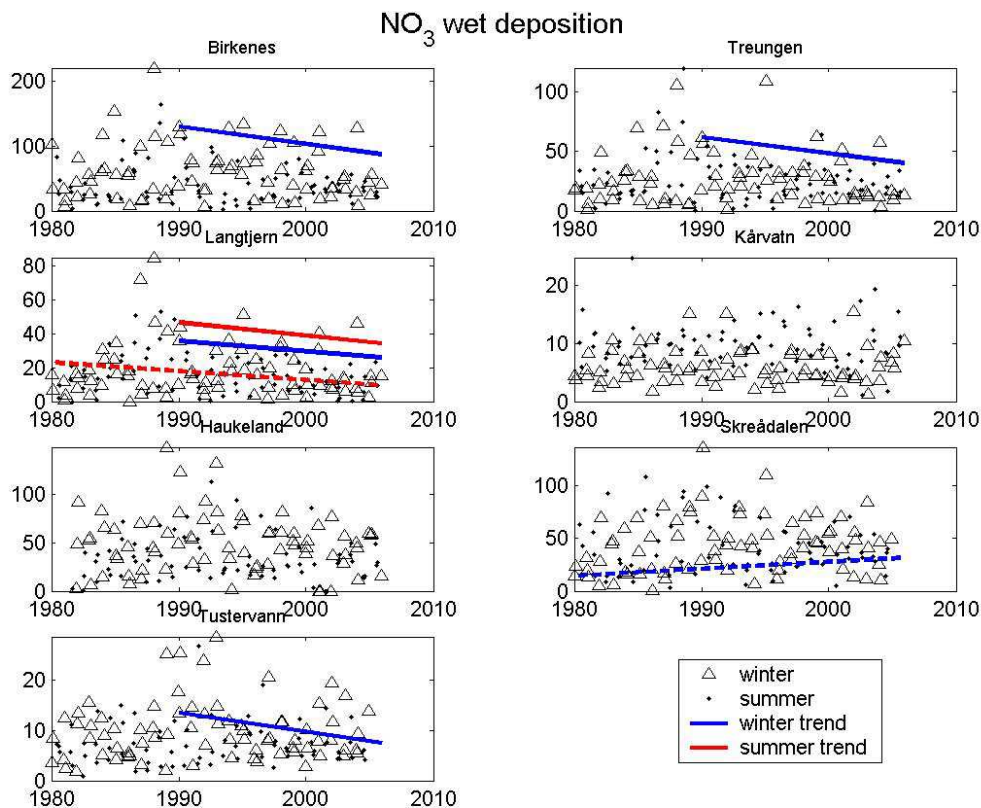 NO3 wet deposition
Birkenes
200
100
0
1980 1990 2000 2010
Treungen
100
50
0
1980 1990 2000 2010
Langtjern
80
60
40
20
0
1980 1990 2000 2010
Kårvatn
20
10
0
1980 1990 2000 2010
Haukeland
100
50
0
1980 1990 2000 2010
Skreådalen
100
50
0
1980 1990 2000 2010
Tustervann
20
10
0
1980 1990 2000 2010
winter
summer
winter trend
summer trend